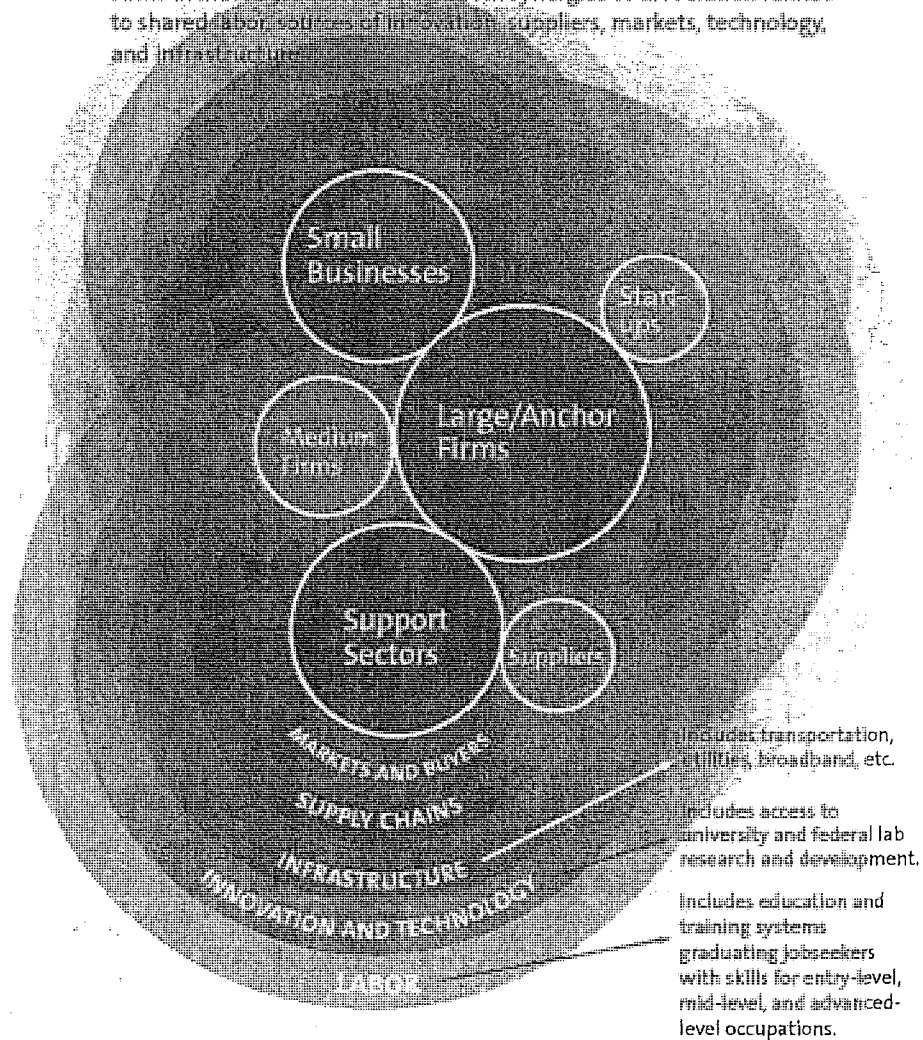 to shared labor, sources of innovation, suppliers, markets, technology,
and infrastructure.
Small
Businesses
Start-
ups
Large/Anchor
Firms
Medium
Firms
Support
Sectors
Suppliers
MARKETS AND BUYERS
SUPPLY CHAINS
INFRASTRUCTURE
INNOVATION AND TECHNOLOGY
LABOR
Includes transportation,
utilities, broadband, etc.
Includes access to
university and federal lab
research and development.
Includes education and
training systems
graduating jobseekers
with skills for entry-level,
mid-level, and advanced-
level occupations.